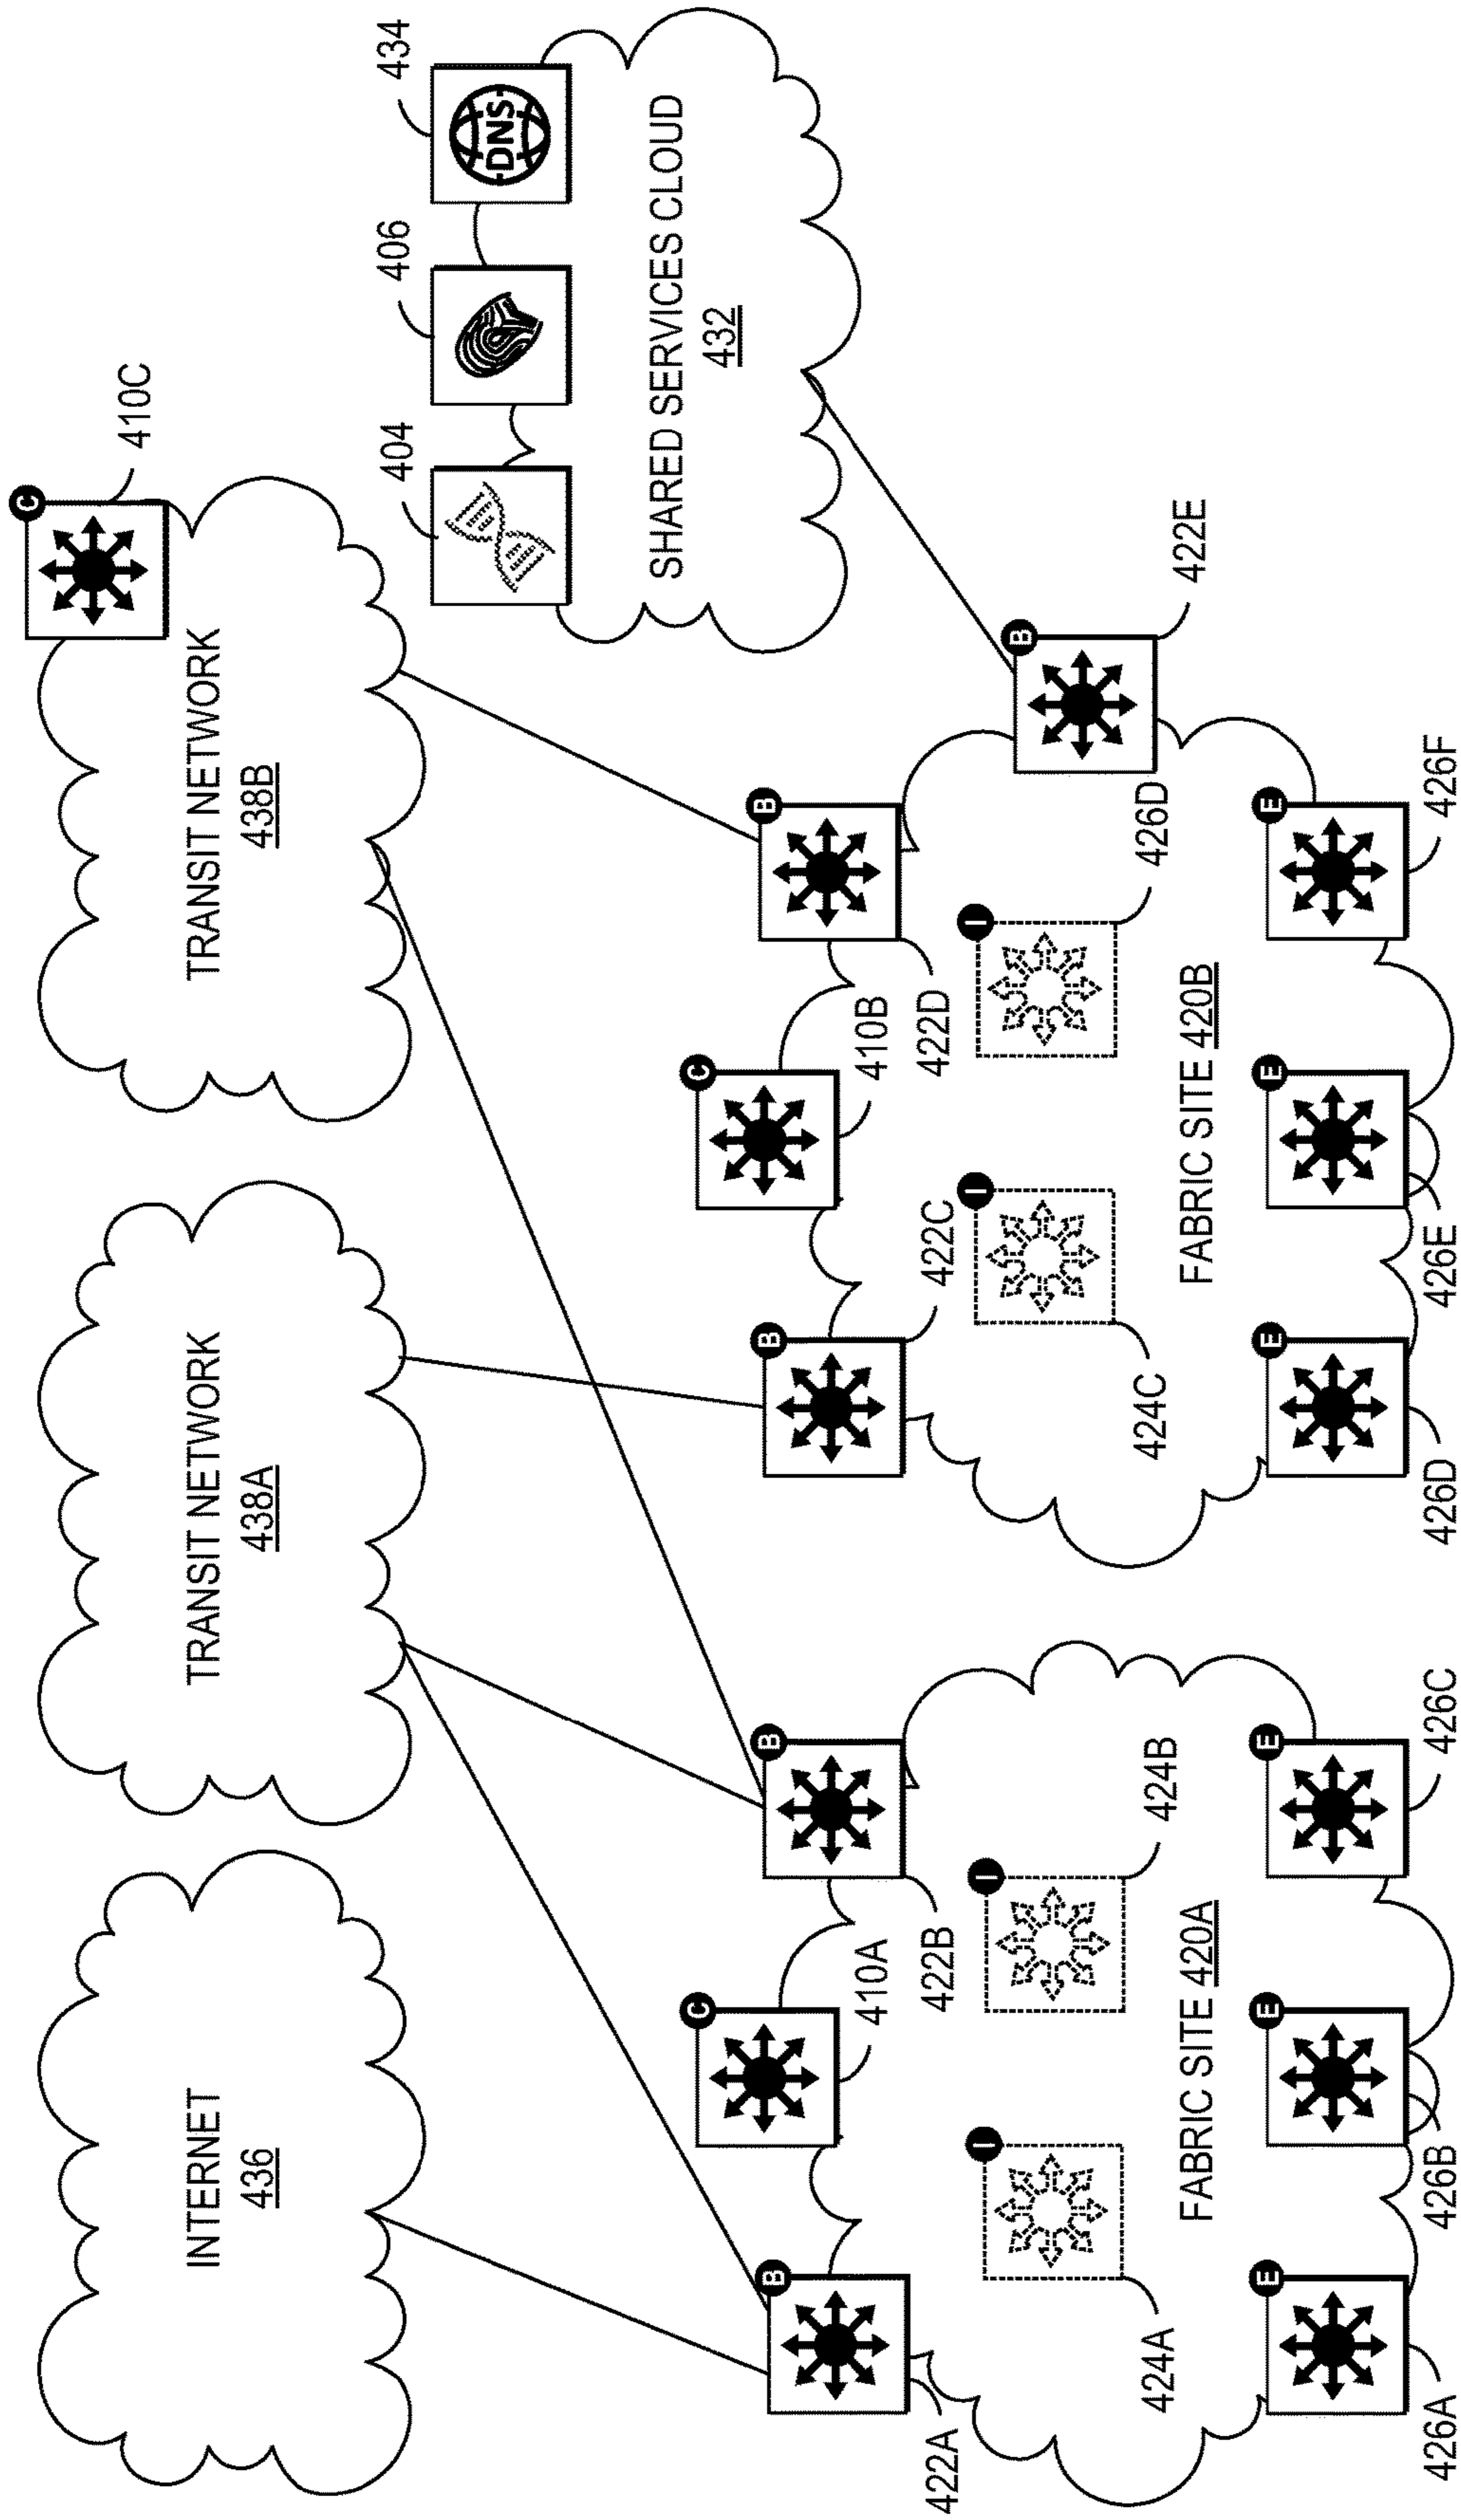 INTERNET
436
TRANSIT NETWORK
438A
TRANSIT NETWORK
438B
C
410C
404
406
434
DNS
SHARED SERVICES CLOUD
432
B
422A
C
410A
B
422B
I
424A
I
424B
FABRIC SITE 420A
E
426A
E
426B
E
426C
B
422C
C
410B
B
422D
B
422E
I
424C
I
426D
FABRIC SITE 420B
E
426D
E
426E
E
426F